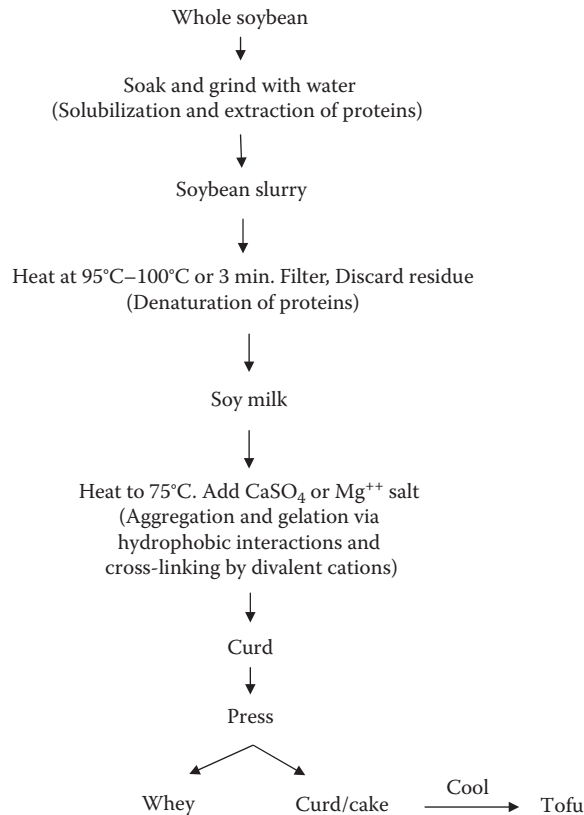 Whole soybean
Soak and grind with water
(Solubilization and extraction of proteins)
Soybean slurry
Heat at 95°C–100°C or 3 min. Filter, Discard residue
(Denaturation of proteins)
Soy milk
Heat to 75°C. Add CaSO₄ or Mg⁺⁺ salt
(Aggregation and gelation via
hydrophobic interactions and
cross-linking by divalent cations)
Curd
Press
Whey
Curd/cake
Cool
Tofu